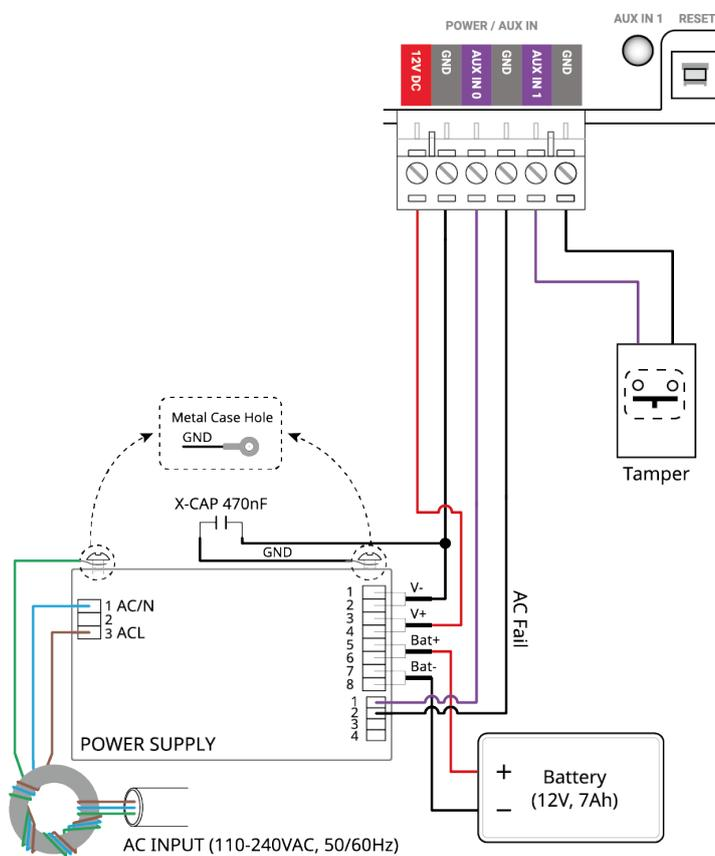 POWER / AUX IN
AUX IN 1
RESET
12V DC
GND
AUX IN 0
GND
AUX IN 1
GND
Tamper
Metal Case Hole
GND
X-CAP 470nF
GND
1 AC/N
2
3 ACL
1
2
3
4
5
6
7
8
V-
V+
Bat+
Bat-
AC Fail
1
2
3
4
POWER SUPPLY
+
−
Battery
(12V, 7Ah)
AC INPUT (110-240VAC, 50/60Hz)